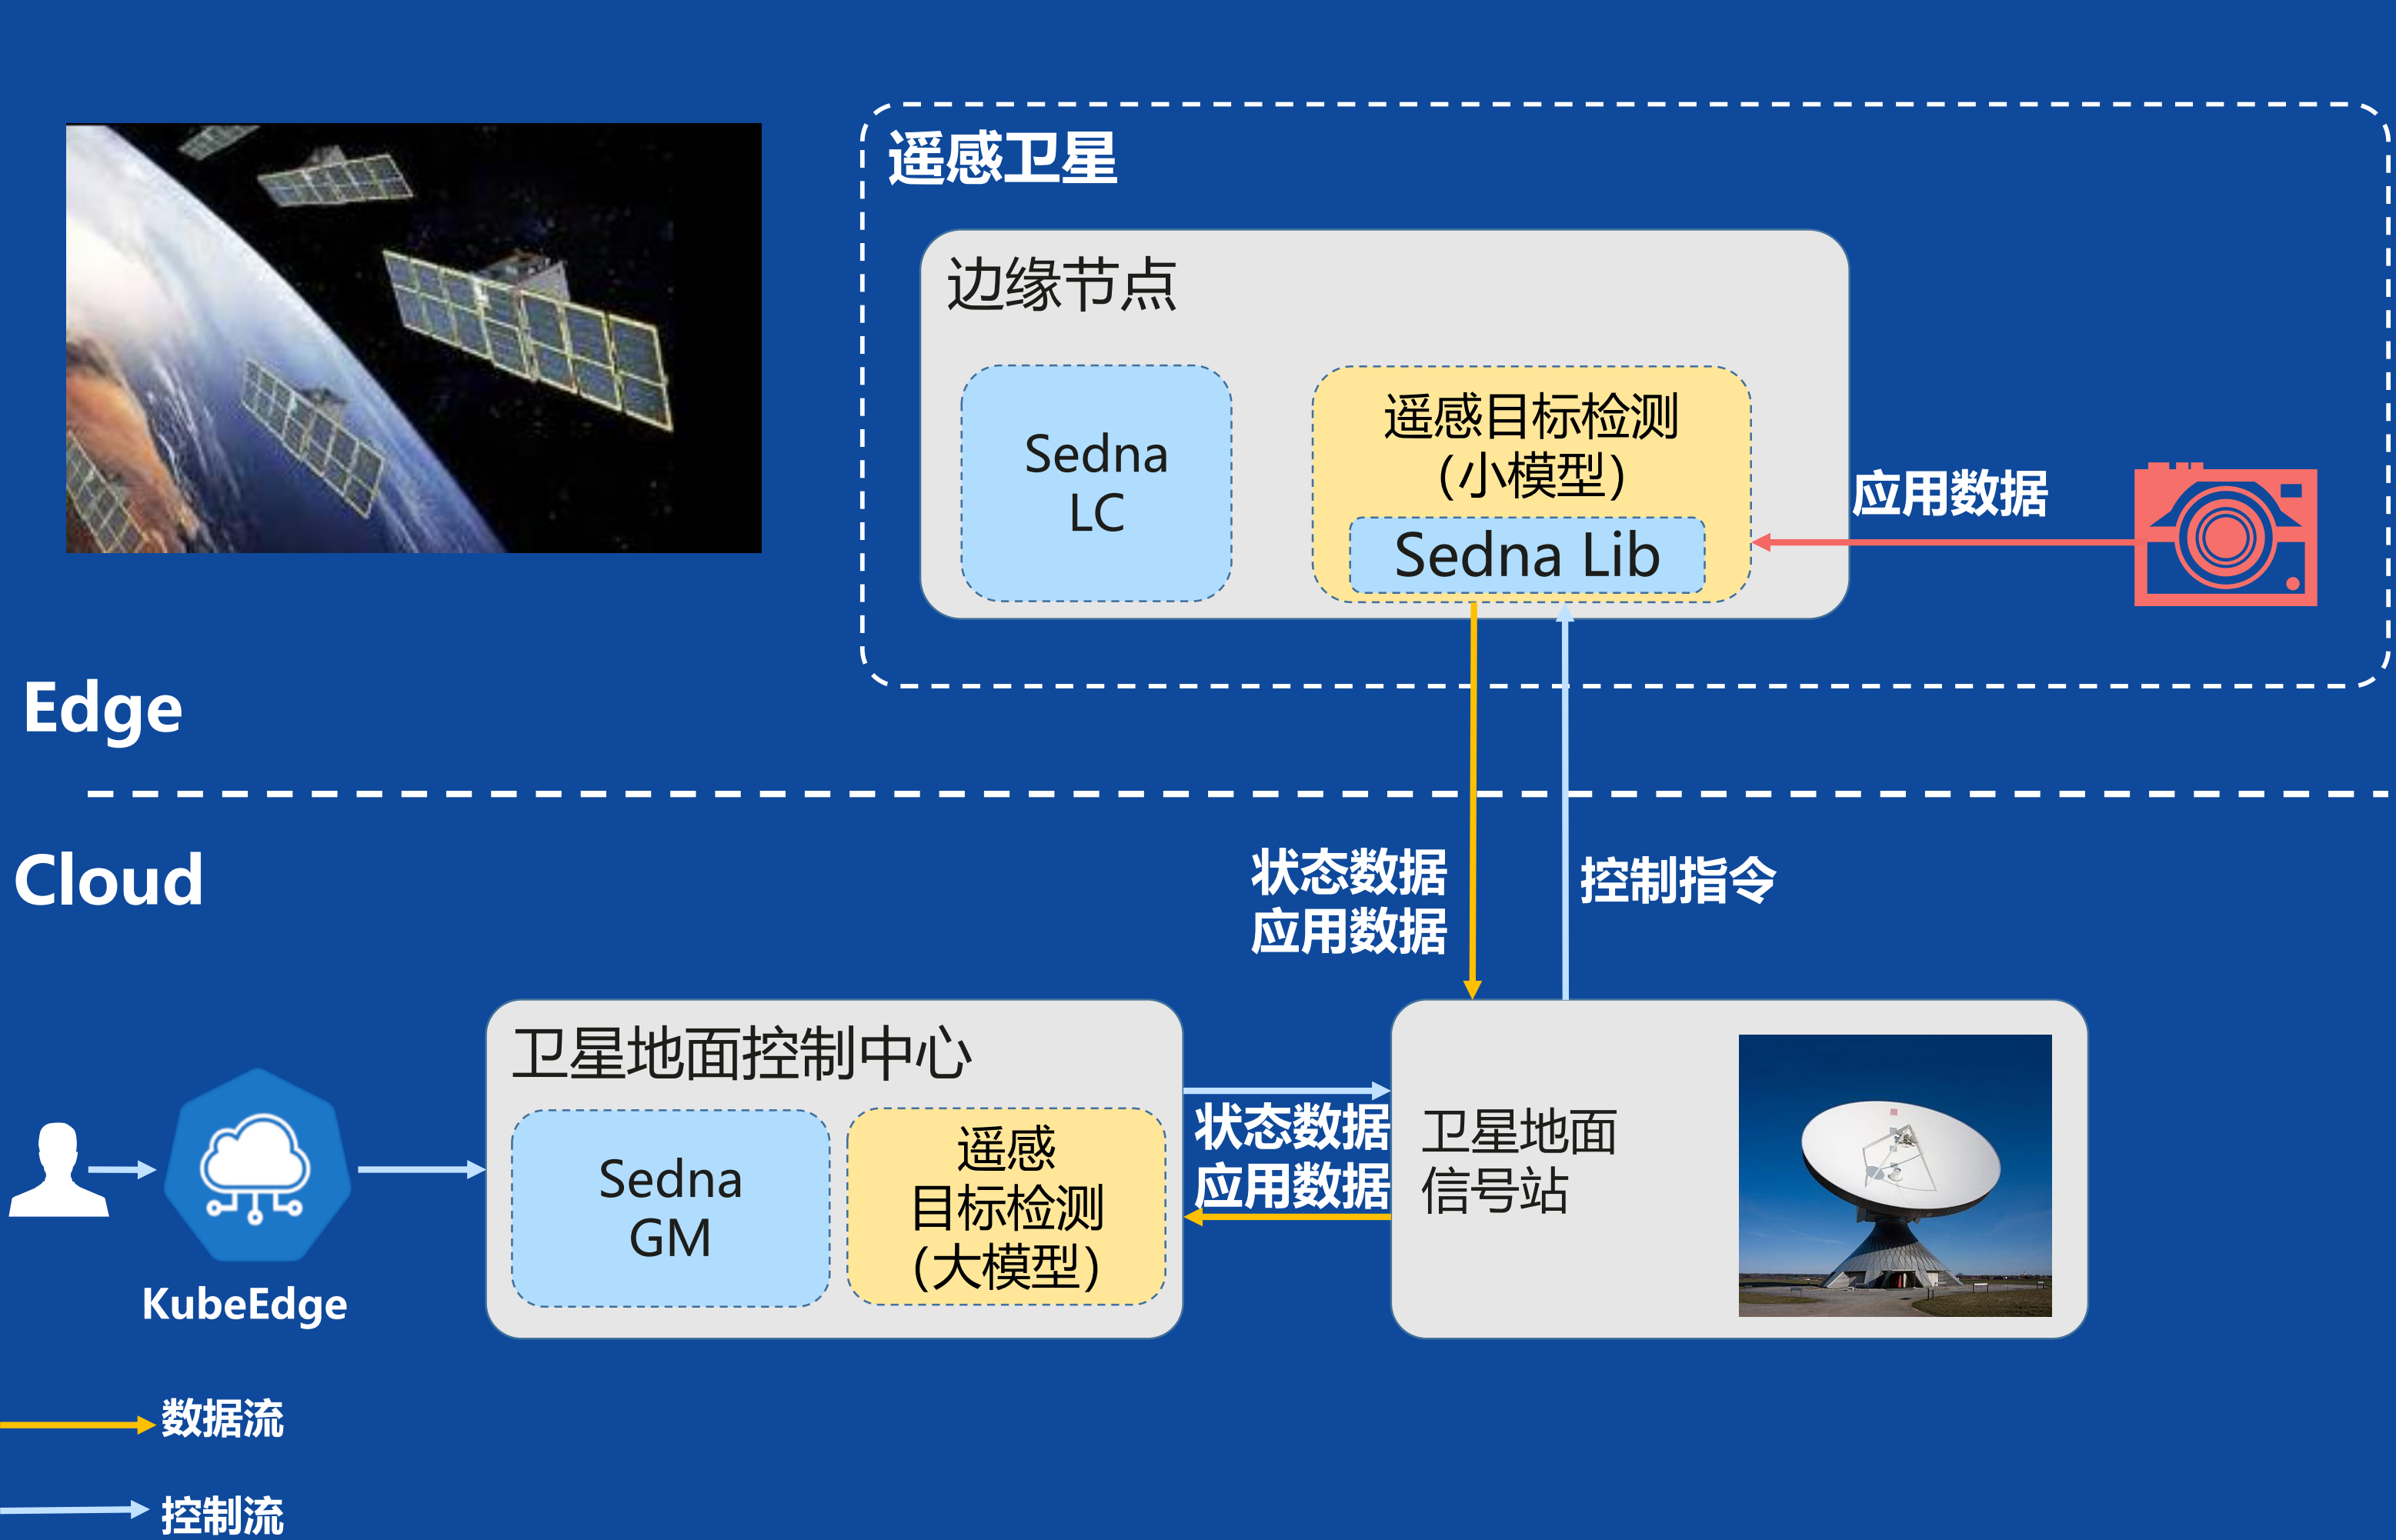 遥感卫星
边缘节点
Sedna
LC
遥感目标检测
(小模型)
Sedna Lib
应用数据
Edge
Cloud
状态数据
应用数据
控制指令
卫星地面控制中心
Sedna
GM
遥感
目标检测
(大模型)
状态数据
应用数据
卫星地面
信号站
KubeEdge
数据流
控制流